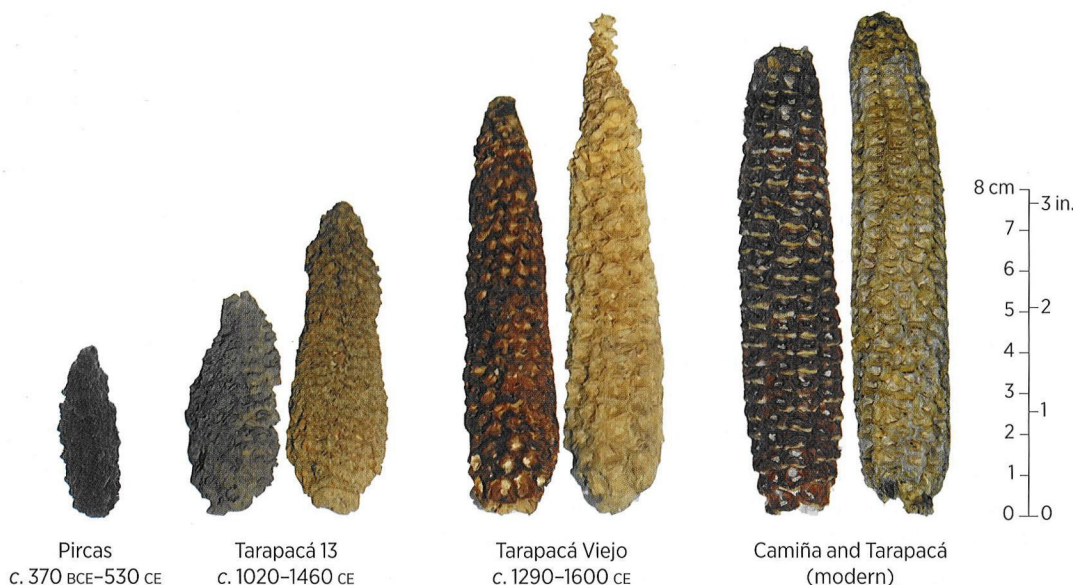 8 cm
3 in.
7
6
5
2
4
3
1
2
1
0
0
Pircas
c. 370 BCE–530 CE
Tarapacá 13
c. 1020–1460 CE
Tarapacá Viejo
c. 1290–1600 CE
Camiña and Tarapacá
(modern)